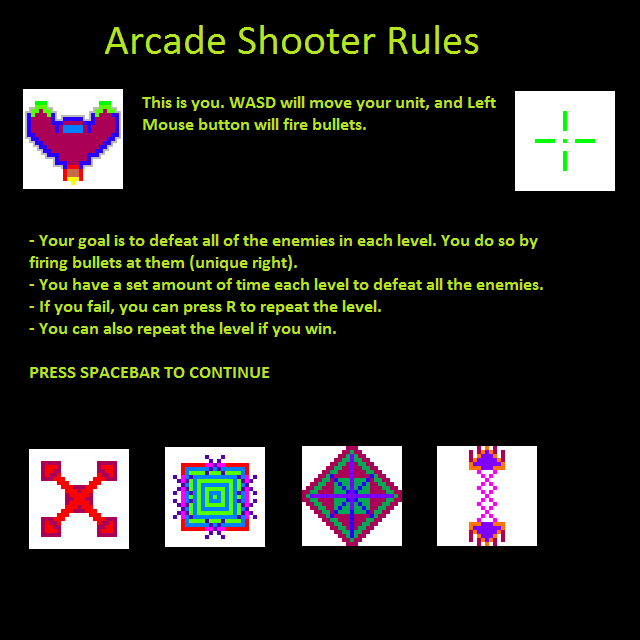 Arcade Shooter Rules
This is you. WASD will move your unit, and Left
Mouse button will fire bullets.
- Your goal is to defeat all of the enemies in each level. You do so by
firing bullets at them (unique right).
- You have a set amount of time each level to defeat all the enemies.
- If you fail, you can press R to repeat the level.
- You can also repeat the level if you win.
PRESS SPACEBAR TO CONTINUE